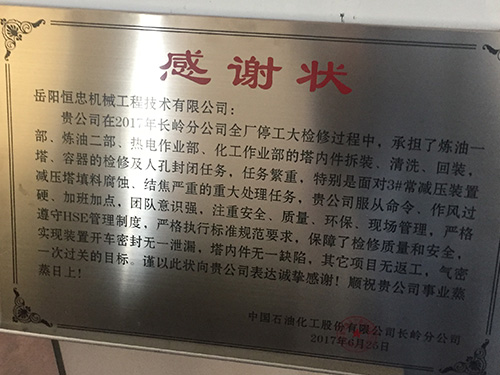 感谢状
岳阳恒忠机械工程技术有限公司：
贵公司在2017年长岭分公司全厂停工大检修过程中，承担了炼油一
部、炼油二部、热电作业部、化工作业部的塔内件拆装、清洗、回装，
塔、容器的检修及人孔封闭任务，任务繁重，特别是面对3#常减压装置
减压塔填料腐蚀、结焦严重的重大处理任务，贵公司服从命令、作风过
硬、加班加点，团队意识强，注重安全、质量、环保、现场管理，严格
遵守HSE管理制度，严格执行标准规范要求，保障了检修质量和安全，
实现装置开车密封无一泄漏，塔内件无一缺陷，其它项目无返工，气密
一次过关的目标。谨以此状向贵公司表达诚挚感谢！顺祝贵公司事业蒸
蒸日上！
中国石油化工股份有限公司长岭分公司
2017年6月25日